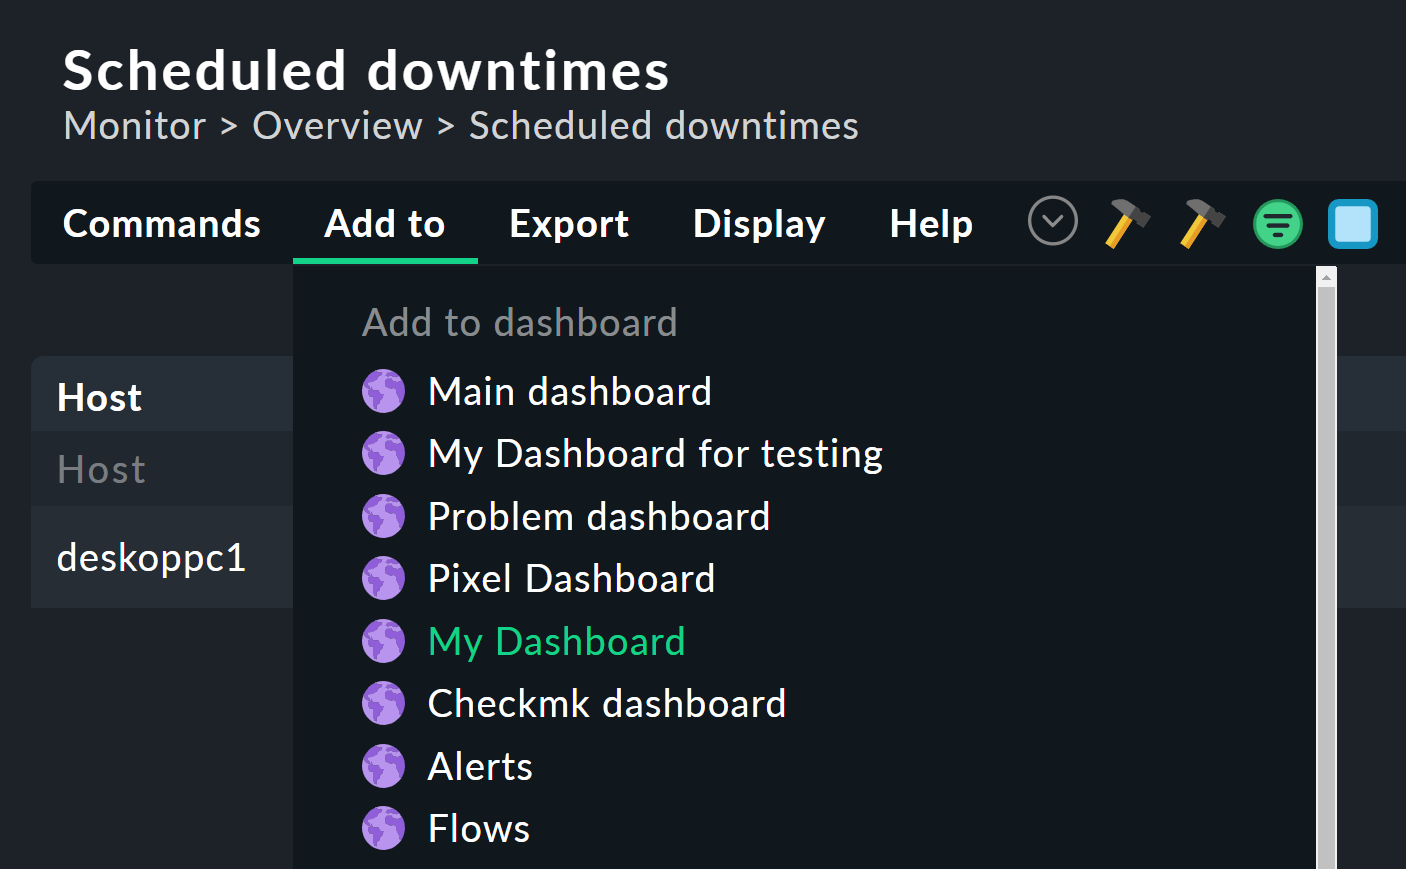 Scheduled downtimes
Monitor > Overview > Scheduled downtimes
Commands Add to Export Display Help
Add to dashboard
Main dashboard
My Dashboard for testing
Problem dashboard
Pixel Dashboard
My Dashboard
Checkmk dashboard
Alerts
Flows
Host
Host
deskoppc1